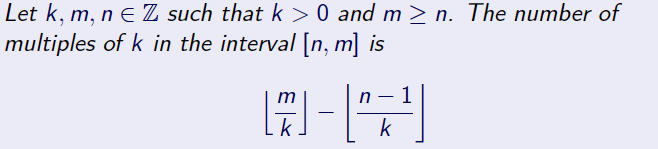 Let k, m, n ∈ ℤ such that k > 0 and m ≥ n. The number of
multiples of k in the interval [n, m] is
⌊m/k⌋ − ⌊(n − 1)/k⌋